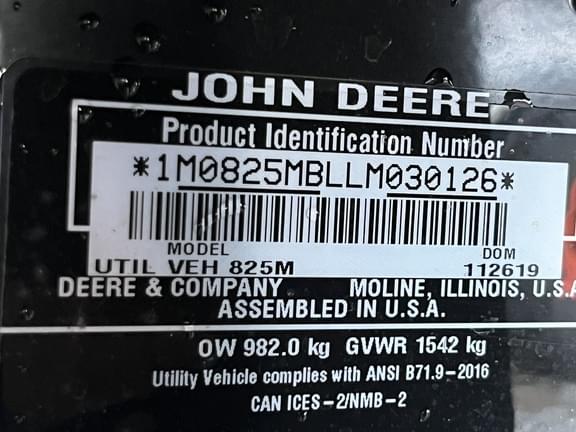 JOHN DEERE
Product Identification Number
*1M0825MBLLM030126*
MODEL DOM
UTIL VEH 825M 112619
DEERE & COMPANY MOLINE, ILLINOIS, U.S.A
ASSEMBLED IN U.S.A.
OW 982.0 kg GVWR 1542 kg
Utility Vehicle complies with ANSI B71.9-2016
CAN ICES-2/NMB-2